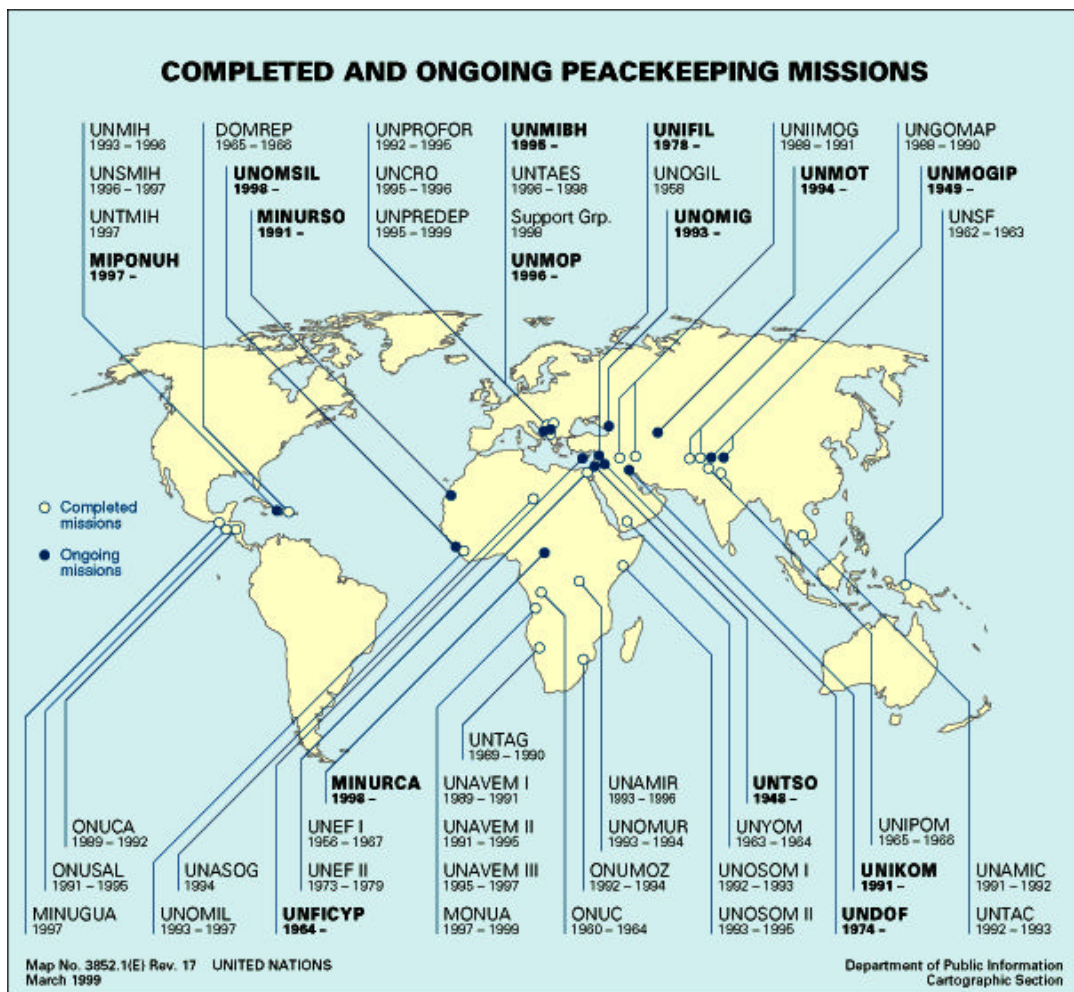 COMPLETED AND ONGOING PEACEKEEPING MISSIONS
UNMIH
1993 – 1996
UNSMIH
1996 – 1997
UNTMIH
1997
MIPONUH
1997 –
DOMREP
1965 – 1966
UNOMSIL
1998 –
MINURSO
1991 –
UNPROFOR
1992 – 1995
UNCRO
1995 – 1996
UNPREDEP
1995 – 1999
UNMIBH
1995 –
UNTAES
1996 – 1998
Support Grp.
1998
UNMOP
1996 –
UNIFIL
1978 –
UNOGIL
1958
UNOMIG
1993 –
UNIIMOG
1988 – 1991
UNMOT
1994 –
UNGOMAP
1988 – 1990
UNMOGIP
1949 –
UNSF
1962 – 1963
Completed
missions
Ongoing
missions
ONUCA
1989 – 1992
ONUSAL
1991 – 1995
MINUGUA
1997
UNASOG
1994
UNOMIL
1993 – 1997
MINURCA
1998 –
UNEF I
1956 – 1967
UNEF II
1973 – 1979
UNFICYP
1964 –
UNTAG
1989 – 1990
UNAVEM I
1989 – 1991
UNAVEM II
1991 – 1995
UNAVEM III
1995 – 1997
MONUA
1997 – 1999
UNAMIR
1993 – 1996
UNOMUR
1993 – 1994
ONUMOZ
1992 – 1994
ONUC
1960 – 1964
UNTSO
1948 –
UNYOM
1963 – 1964
UNOSOM I
1992 – 1993
UNOSOM II
1993 – 1995
UNIPOM
1965 – 1966
UNIKOM
1991 –
UNDOF
1974 –
UNAMIC
1991 – 1992
UNTAC
1992 – 1993
Map No. 3852.1(E) Rev. 17 UNITED NATIONS
March 1999
Department of Public Information
Cartographic Section